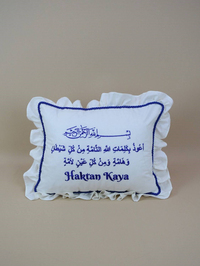 بسم الله الرحمن الرحيم
أعوذ بكلمات الله التامة من كل شيطان
وهامة ومن كل عين لامة
Haktan Kaya